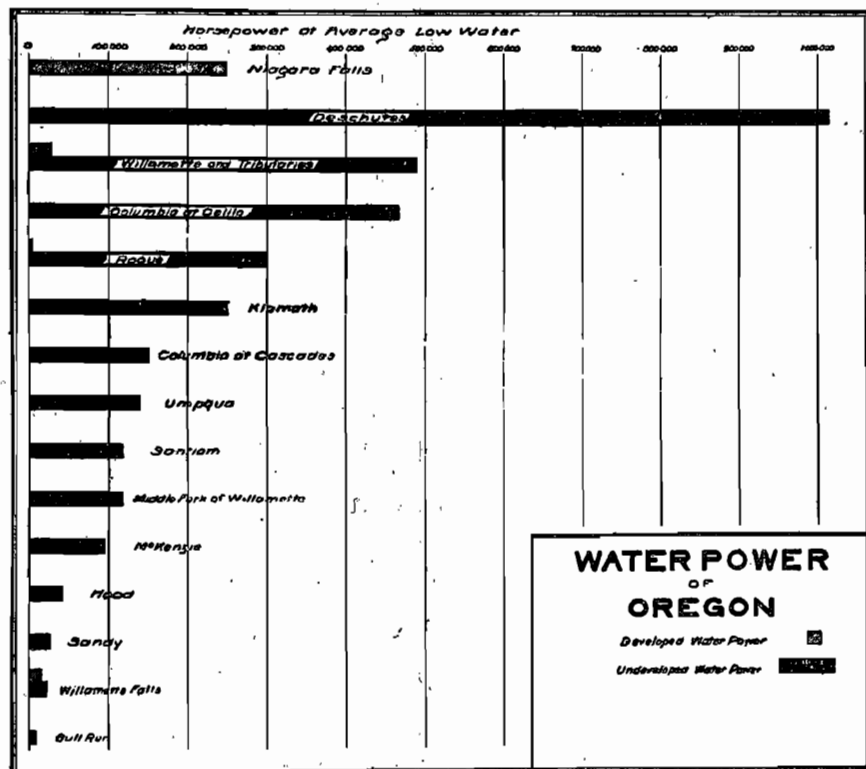 Horsepower at Average Low Water
0 100 000 200 000 300 000 400 000 500 000 600 000 700 000 800 000 900 000 1000 000
Niagara Falls
Deschutes
Willamette and Tributaries
Columbia at Celilo
Rogue
Klamath
Columbia at Cascades
Umpqua
Santiam
Middle Fork of Willamette
McKenzie
Hood
Sandy
Willamette Falls
Bull Run
WATER POWER
OF
OREGON
Developed Water Power
Undeveloped Water Power